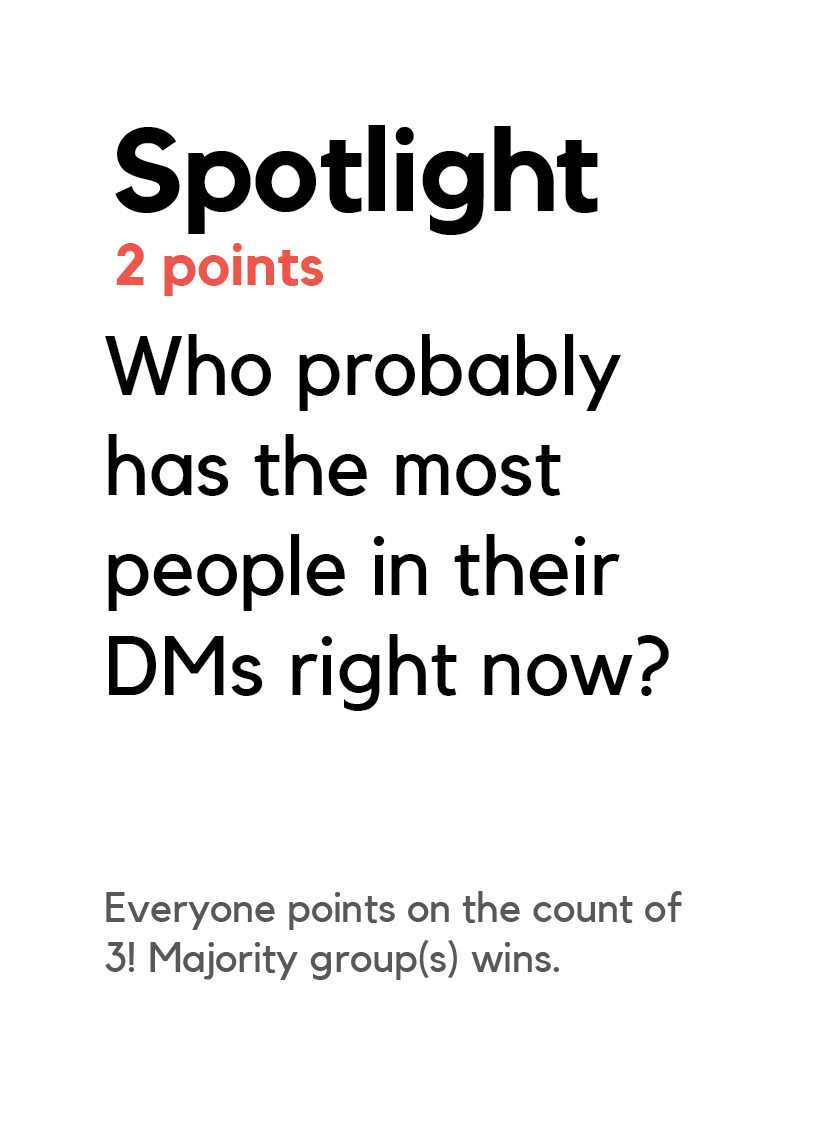 Spotlight
2 points
Who probably
has the most
people in their
DMs right now?
Everyone points on the count of
3! Majority group(s) wins.